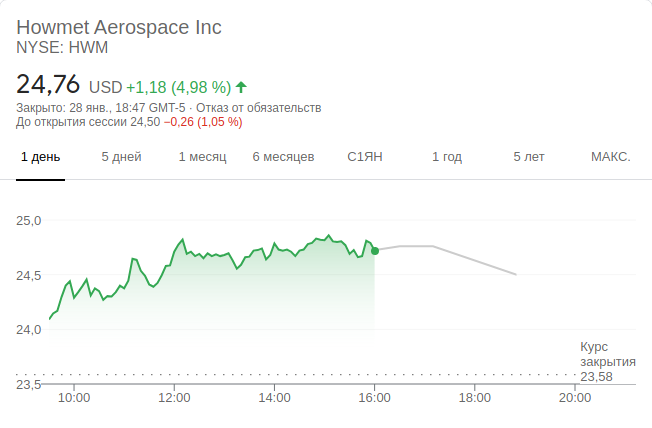 Howmet Aerospace Inc
NYSE: HWM
24,76 USD +1,18 (4,98 %)
Закрыто: 28 янв., 18:47 GMT-5 · Отказ от обязательств
До открытия сессии 24,50 −0,26 (1,05 %)
1 день 5 дней 1 месяц 6 месяцев С1ЯН 1 год 5 лет МАКС.
25,0
24,5
24,0
Курс
закрытия
23,58
23,5
10:00 12:00 14:00 16:00 18:00 20:00